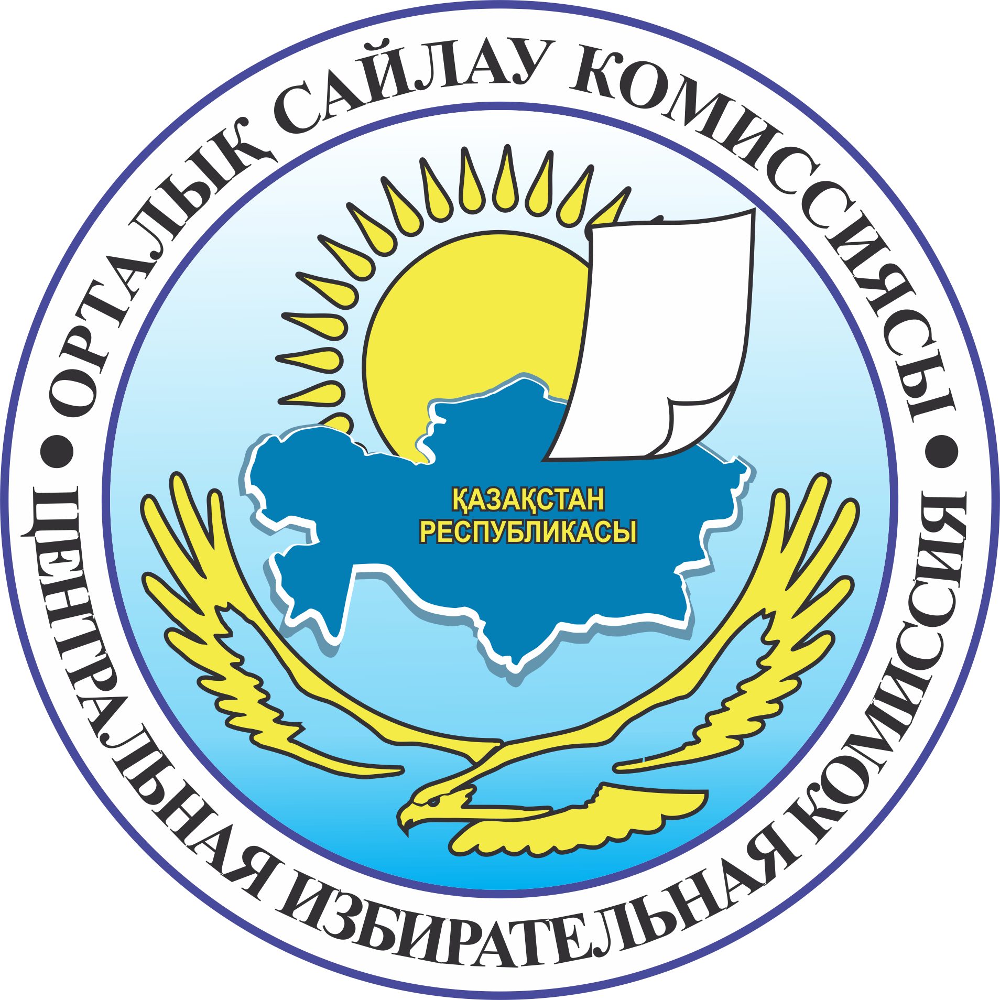 ОРТАЛЫҚ САЙЛАУ КОМИССИЯСЫ
ҚАЗАҚСТАН
РЕСПУБЛИКАСЫ
ЦЕНТРАЛЬНАЯ ИЗБИРАТЕЛЬНАЯ КОМИССИЯ